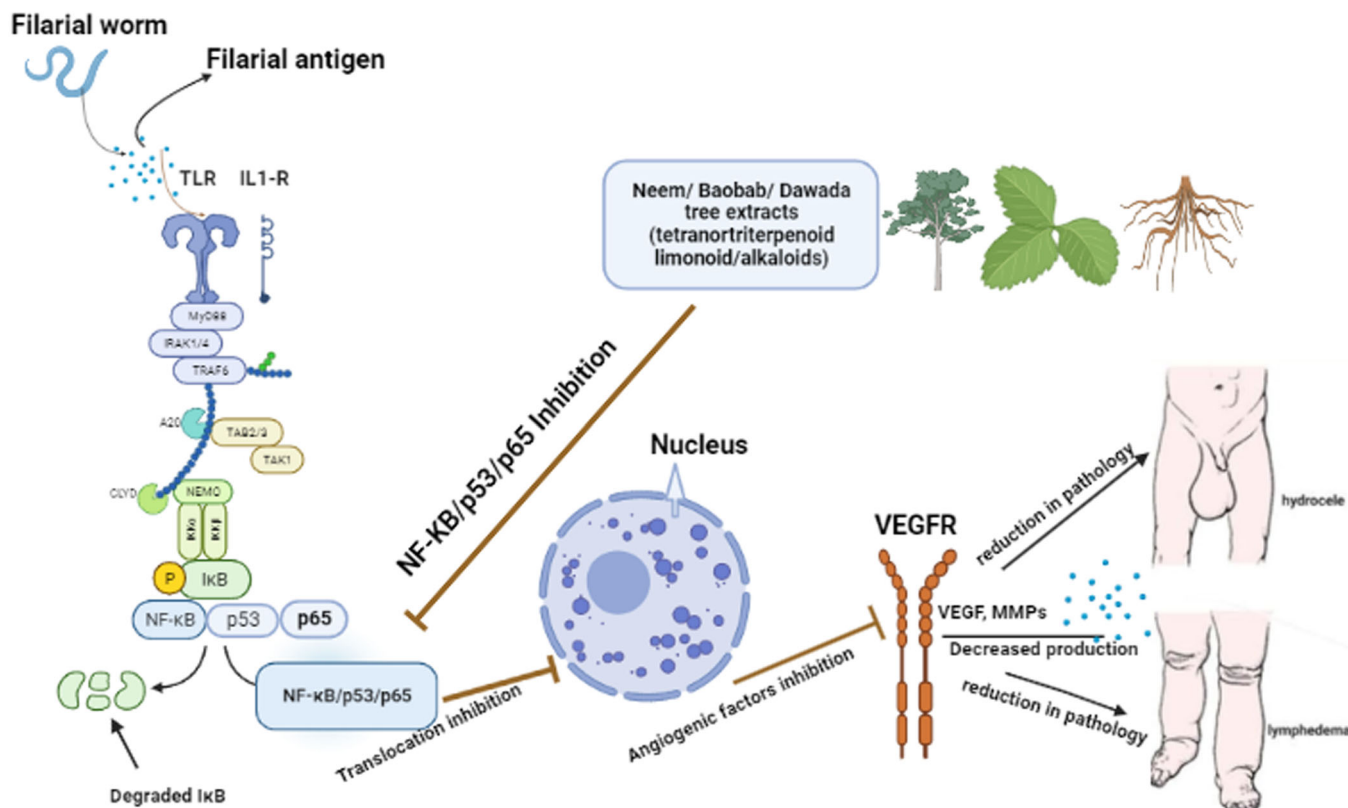 Filarial worm
Filarial antigen
TLR IL1-R
Neem/ Baobab/ Dawada
tree extracts
(tetranortriterpenoid
limonoid/alkaloids)
MyD88
IRAK1/4
TRAF6
A20
TAB2/3
TAK1
CLYD
NEMO
IKKα
IKKβ
P
IκB
NF-κB
p53
p65
NF-κB/p53/p65
Degraded IκB
NF-KB/p53/p65 Inhibition
Translocation inhibition
Nucleus
Angiogenic factors inhibition
VEGFR
reduction in pathology
VEGF, MMPs
Decreased production
reduction in pathology
hydrocele
lymphedema